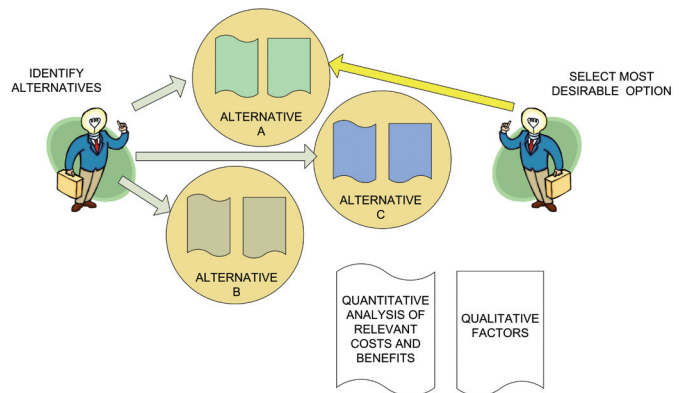 IDENTIFY
ALTERNATIVES
ALTERNATIVE
A
SELECT MOST
DESIRABLE OPTION
ALTERNATIVE
C
ALTERNATIVE
B
QUANTITATIVE
ANALYSIS OF
RELEVANT
COSTS AND
BENEFITS
QUALITATIVE
FACTORS